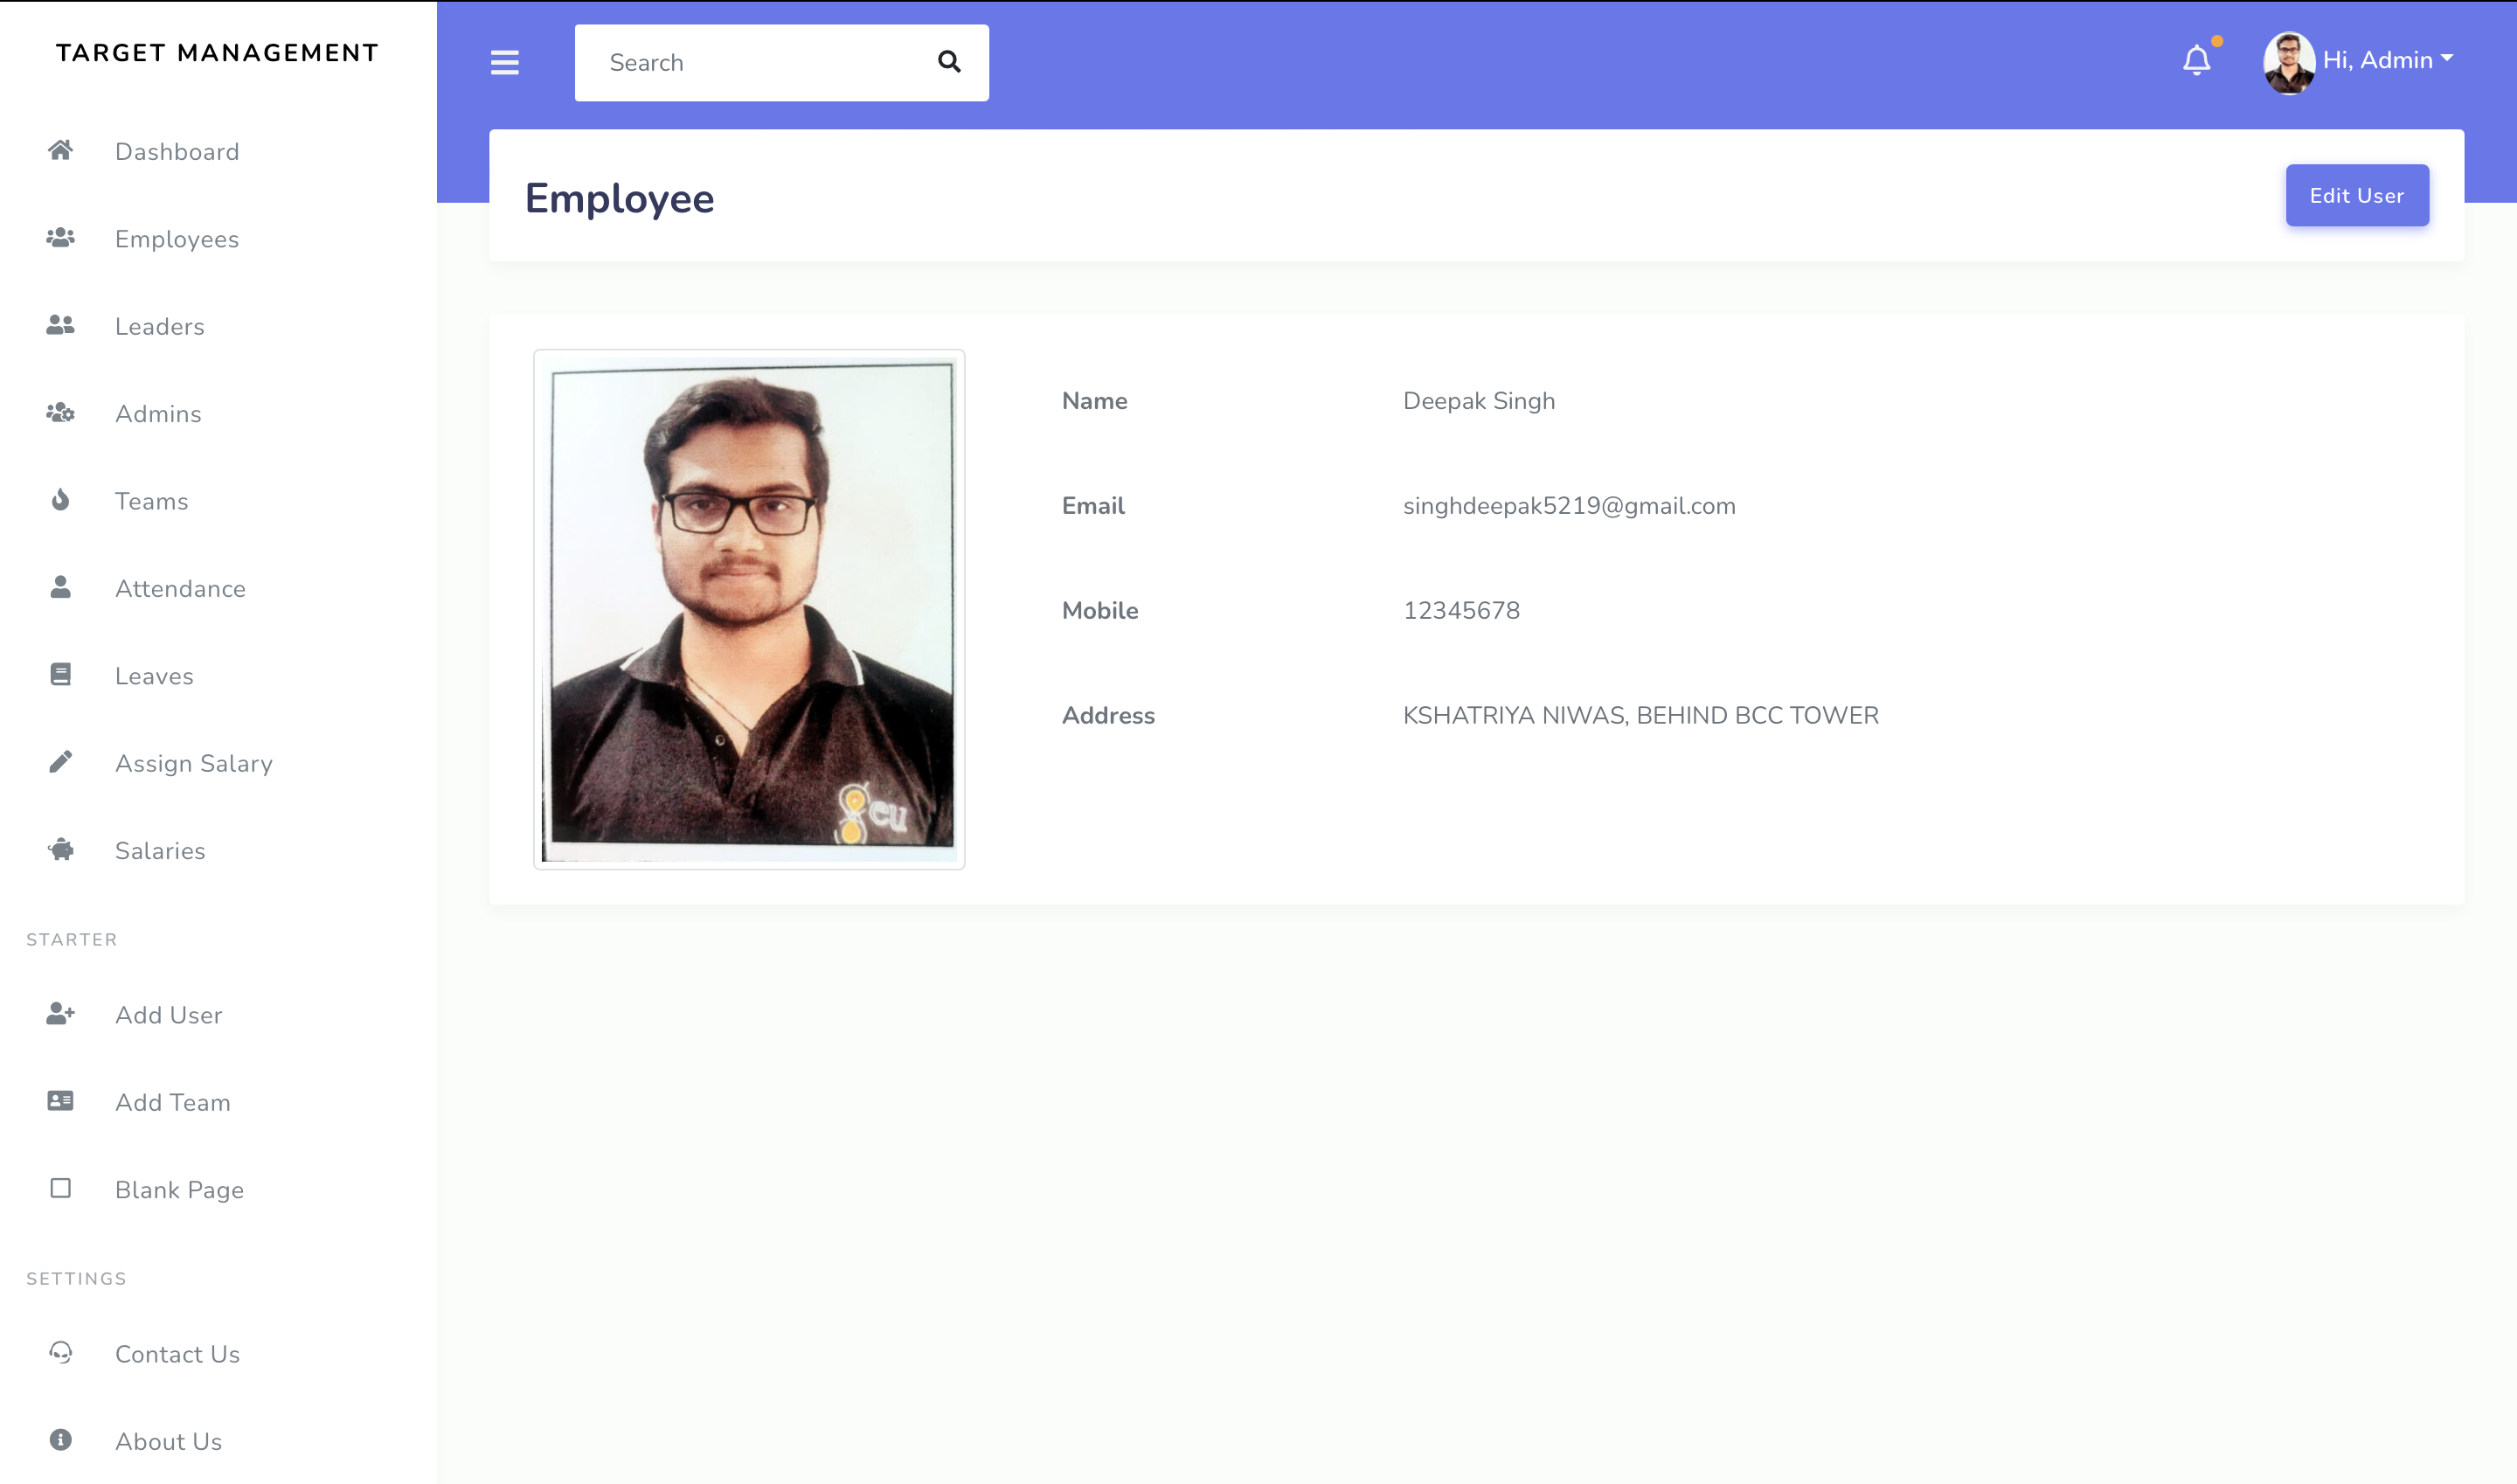 TARGET MANAGEMENT
Search
Hi, Admin
Dashboard
Employees
Leaders
Admins
Teams
Attendance
Leaves
Assign Salary
Salaries
STARTER
Add User
Add Team
Blank Page
SETTINGS
Contact Us
About Us
Employee
Edit User
Name Deepak Singh
Email singhdeepak5219@gmail.com
Mobile 12345678
Address KSHATRIYA NIWAS, BEHIND BCC TOWER